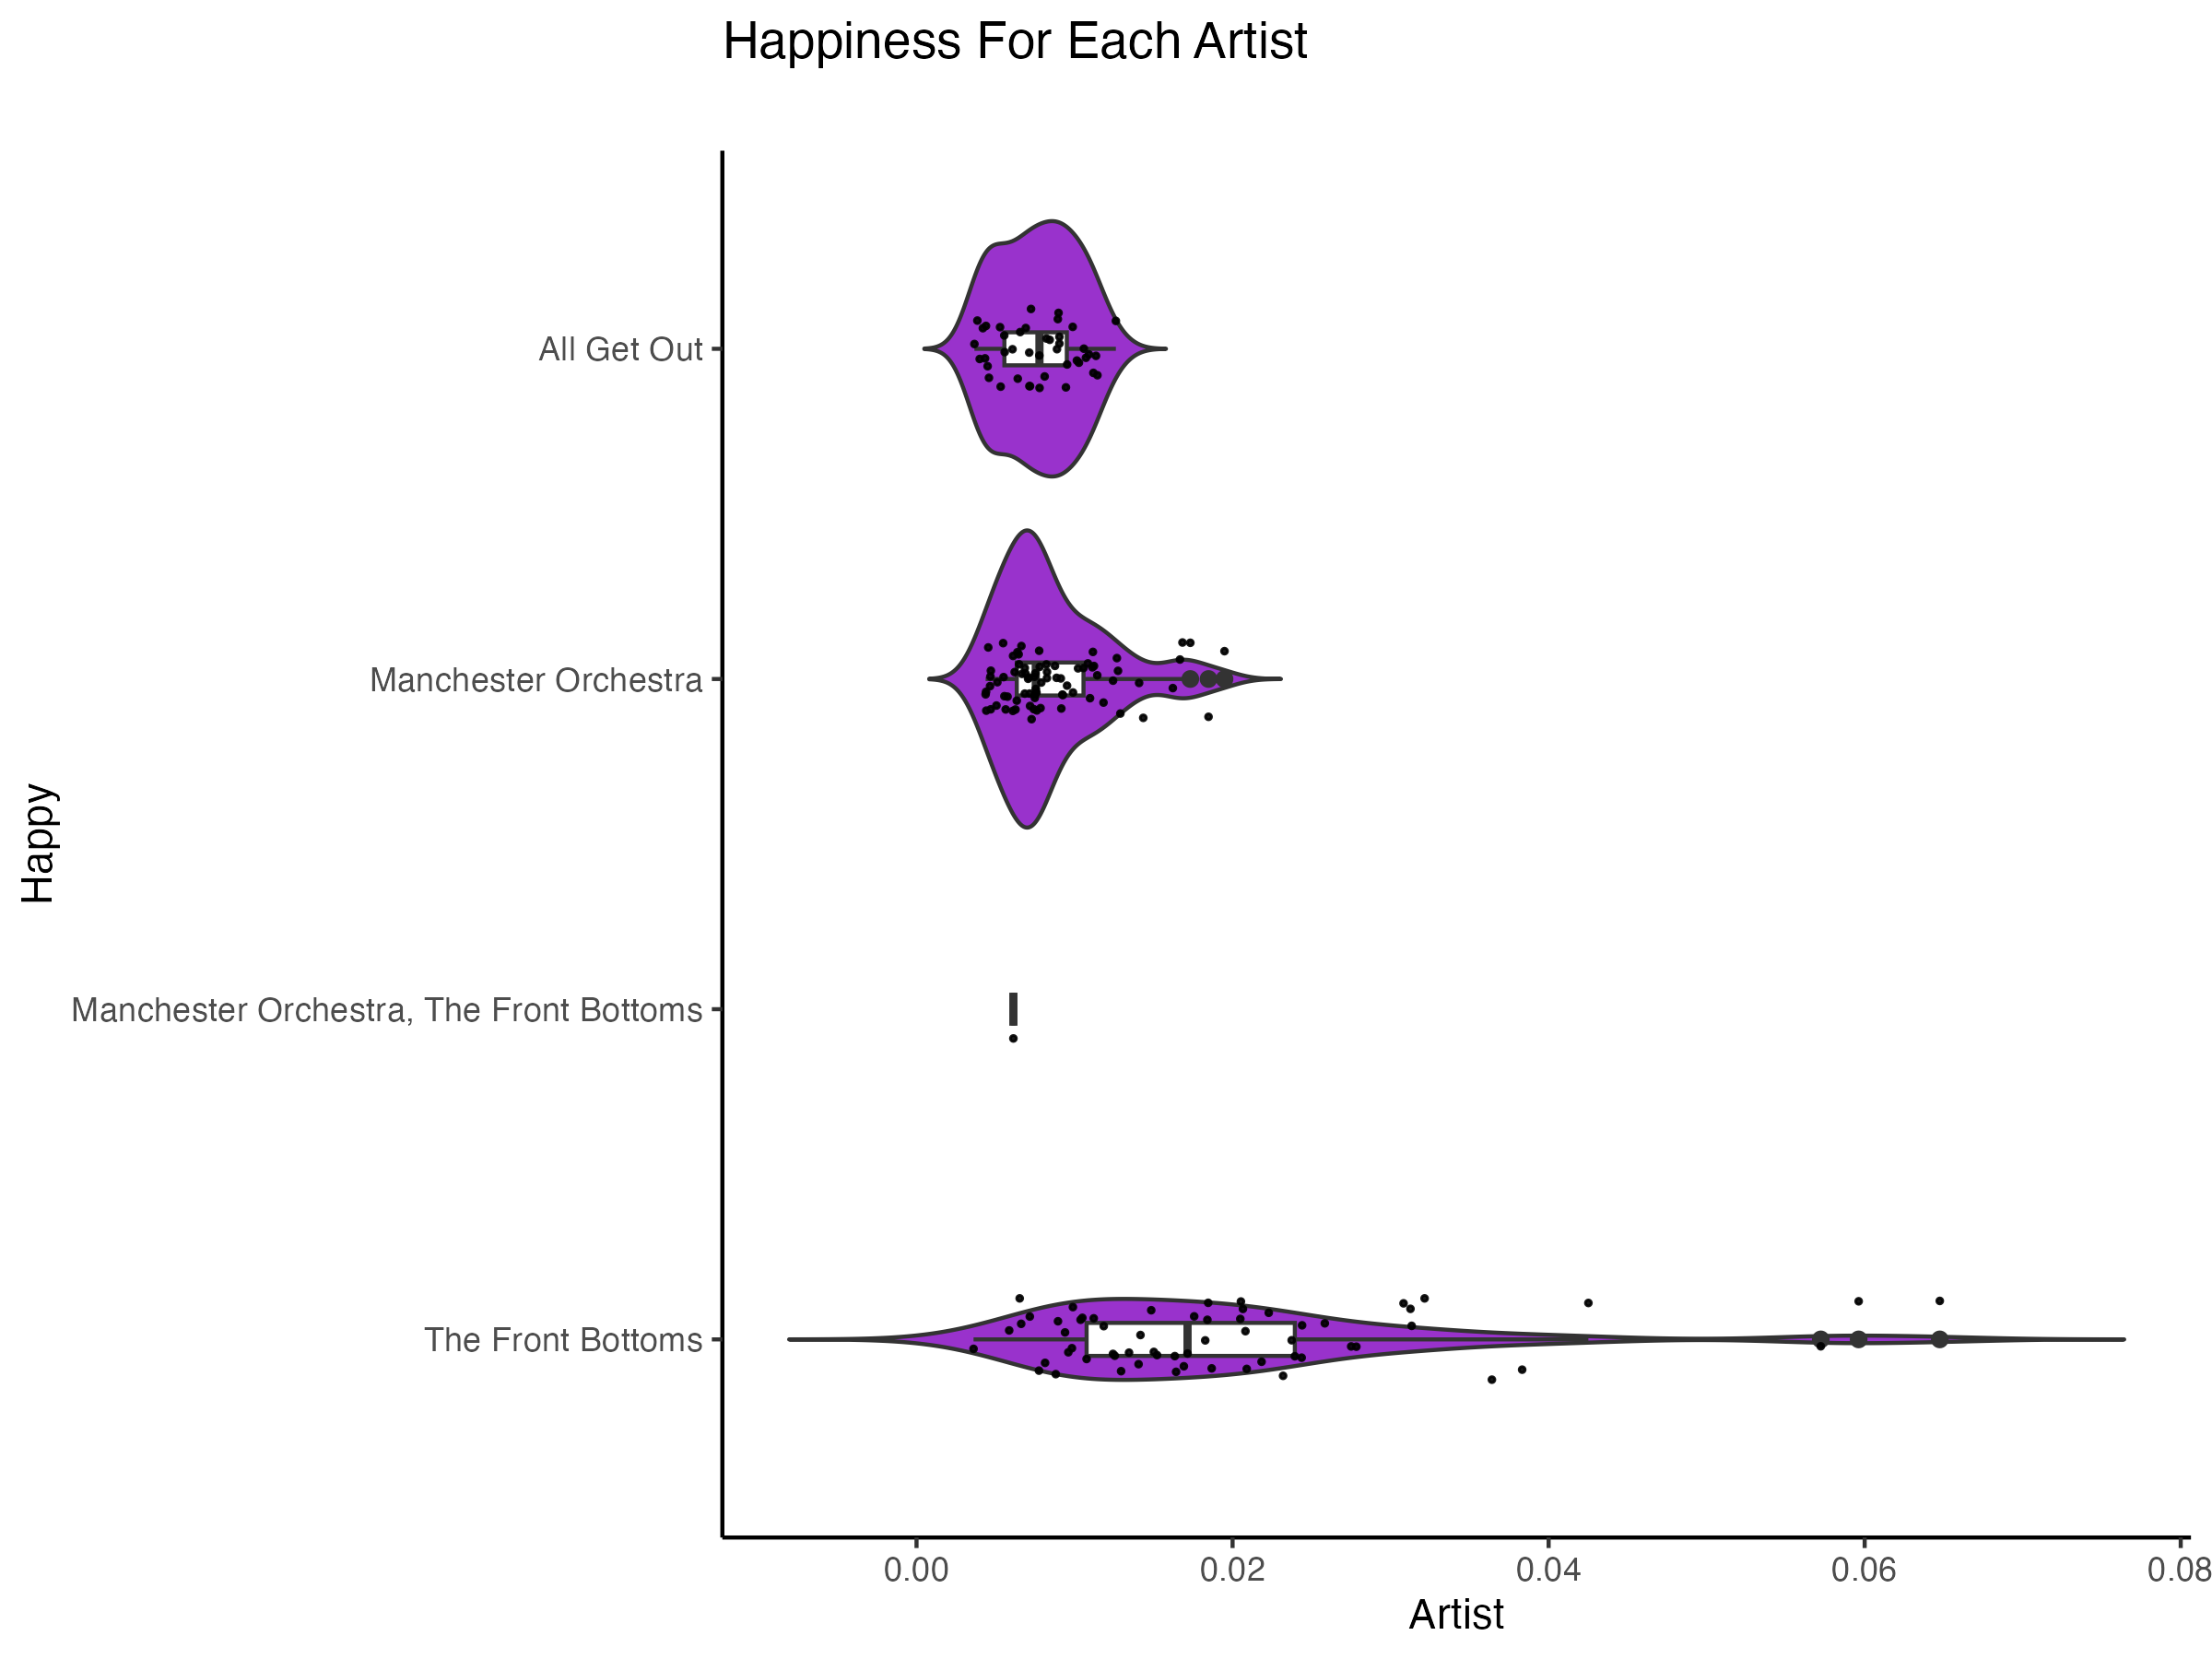 Happiness For Each Artist
All Get Out
Manchester Orchestra
Happy
Manchester Orchestra, The Front Bottoms
The Front Bottoms
0.00 0.02 0.04 0.06 0.08
Artist